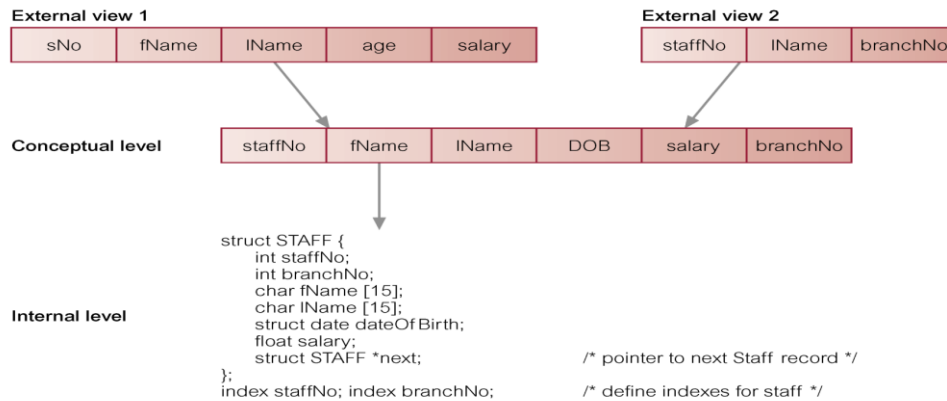 External view 1
External view 2
sNo fName lName age salary
staffNo lName branchNo
Conceptual level
staffNo fName lName DOB salary branchNo
Internal level
struct STAFF {
int staffNo;
int branchNo;
char fName [15];
char lName [15];
struct date dateOfBirth;
float salary;
struct STAFF *next; /* pointer to next Staff record */
};
index staffNo; index branchNo; /* define indexes for staff */